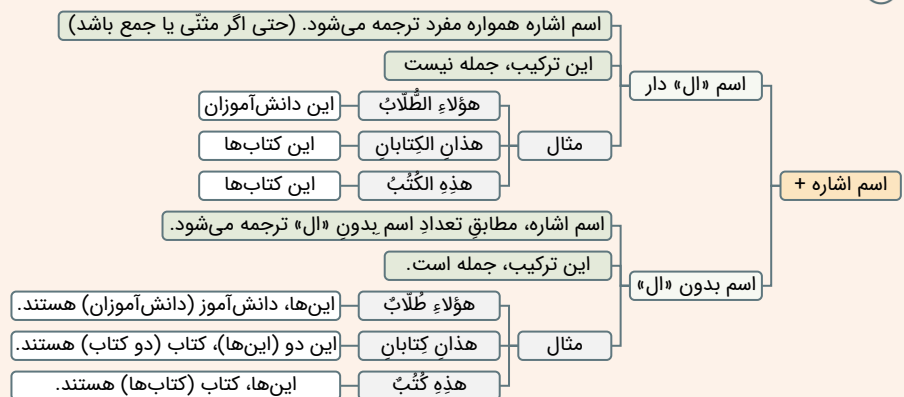 اسم اشاره +
اسم «ال» دار
اسم اشاره همواره مفرد ترجمه می‌شود. (حتی اگر مثنّی یا جمع باشد)
این ترکیب، جمله نیست
مثال
هؤلاءِ الطُّلّابُ این دانش‌آموزان
هذانِ الکِتابانِ این کتاب‌ها
هذِهِ الکُتُبُ این کتاب‌ها
اسم بدون «ال»
اسم اشاره، مطابقِ تعدادِ اسم بِدونِ «ال» ترجمه می‌شود.
این ترکیب، جمله است.
مثال
هؤلاءِ طُلّابٌ این‌ها، دانش‌آموز (دانش‌آموزان) هستند.
هذانِ کِتابانِ این دو (این‌ها)، کتاب (دو کتاب) هستند.
هذِهِ کُتُبٌ این‌ها، کتاب (کتاب‌ها) هستند.